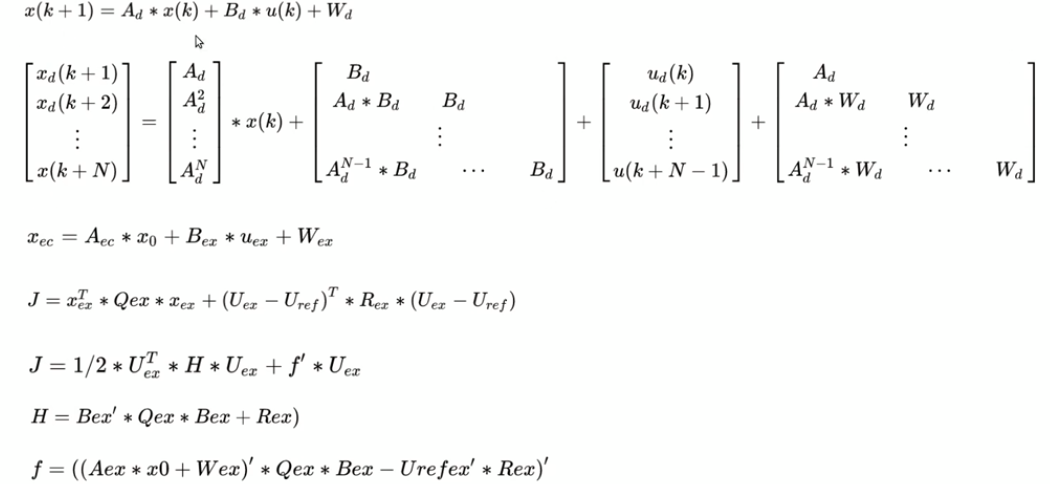 x(k + 1) = A_d * x(k) + B_d * u(k) + W_d
[x_d(k + 1); x_d(k + 2); ⋮; x(k + N)] = [A_d; A_d^2; ⋮; A_d^N] * x(k) + [B_d; A_d * B_d  B_d; ⋮; A_d^{N-1} * B_d  ⋯  B_d] + [u_d(k); u_d(k + 1); ⋮; u(k + N − 1)] + [A_d; A_d * W_d  W_d; ⋮; A_d^{N-1} * W_d  ⋯  W_d]
x_{ec} = A_{ec} * x_0 + B_{ex} * u_{ex} + W_{ex}
J = x_{ex}^T * Qex * x_{ex} + (U_{ex} − U_{ref})^T * R_{ex} * (U_{ex} − U_{ref})
J = 1/2 * U_{ex}^T * H * U_{ex} + f′ * U_{ex}
H = Bex′ * Qex * Bex + Rex)
f = ((Aex * x0 + Wex)′ * Qex * Bex − Urefex′ * Rex)′